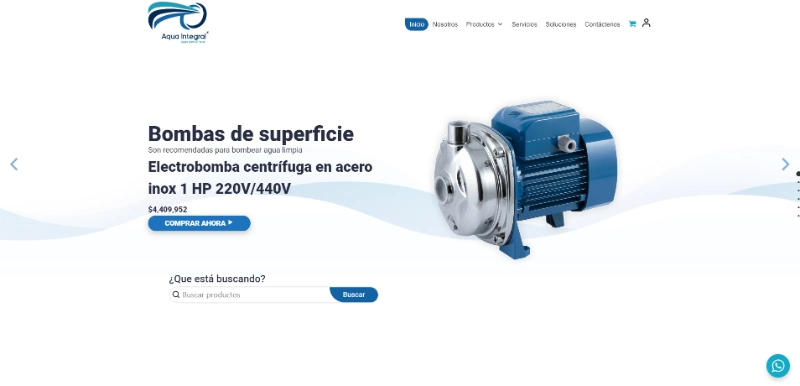 Aqua Integral
Inicio
Nosotros
Productos
Servicios
Soluciones
Contáctenos
Bombas de superficie
Son recomendadas para bombear agua limpia
Electrobomba centrífuga en acero
inox 1 HP 220V/440V
$4,409,952
COMPRAR AHORA
¿Que está buscando?
Buscar productos
Buscar